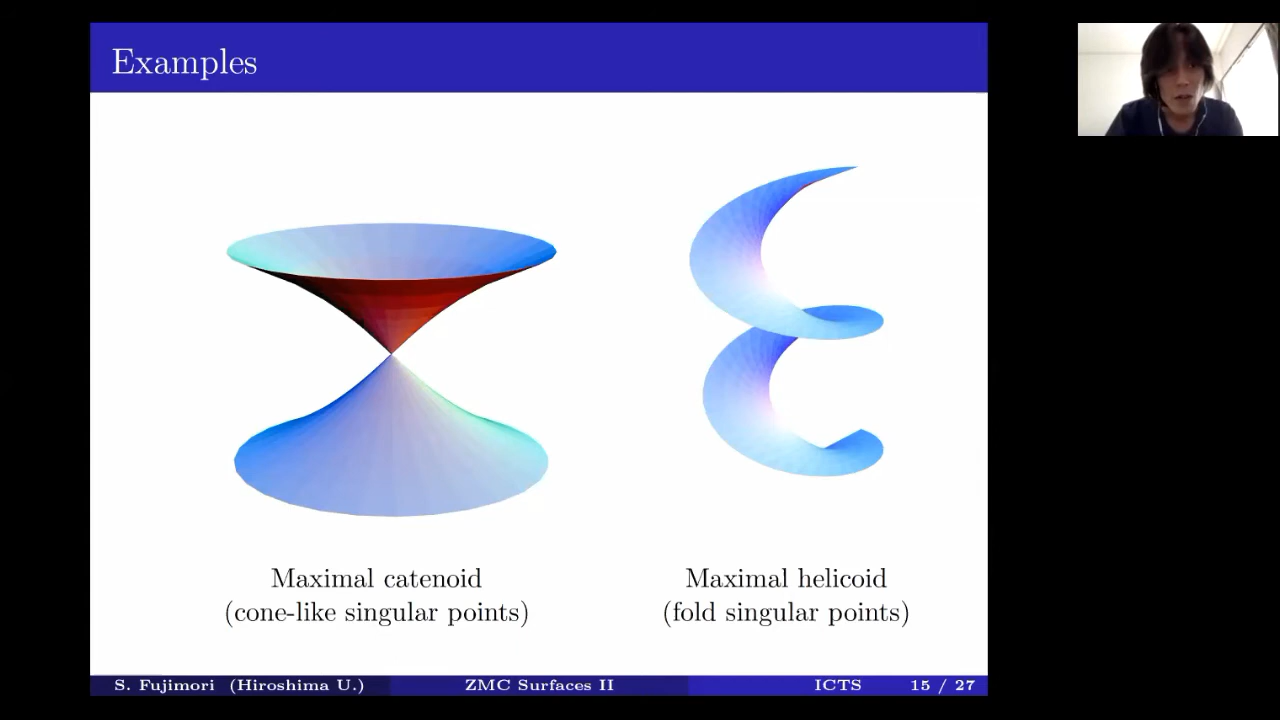 Examples
Maximal catenoid
(cone-like singular points)
Maximal helicoid
(fold singular points)
S. Fujimori (Hiroshima U.)
ZMC Surfaces II
ICTS
15 / 27